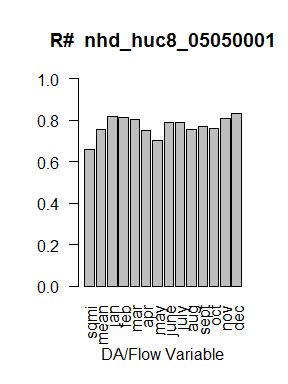 R#  nhd_huc8_05050001
1.0
0.8
0.6
0.4
0.2
0.0
sqmi
mean
jan
feb
mar
apr
may
june
july
aug
sept
oct
nov
dec
DA/Flow Variable